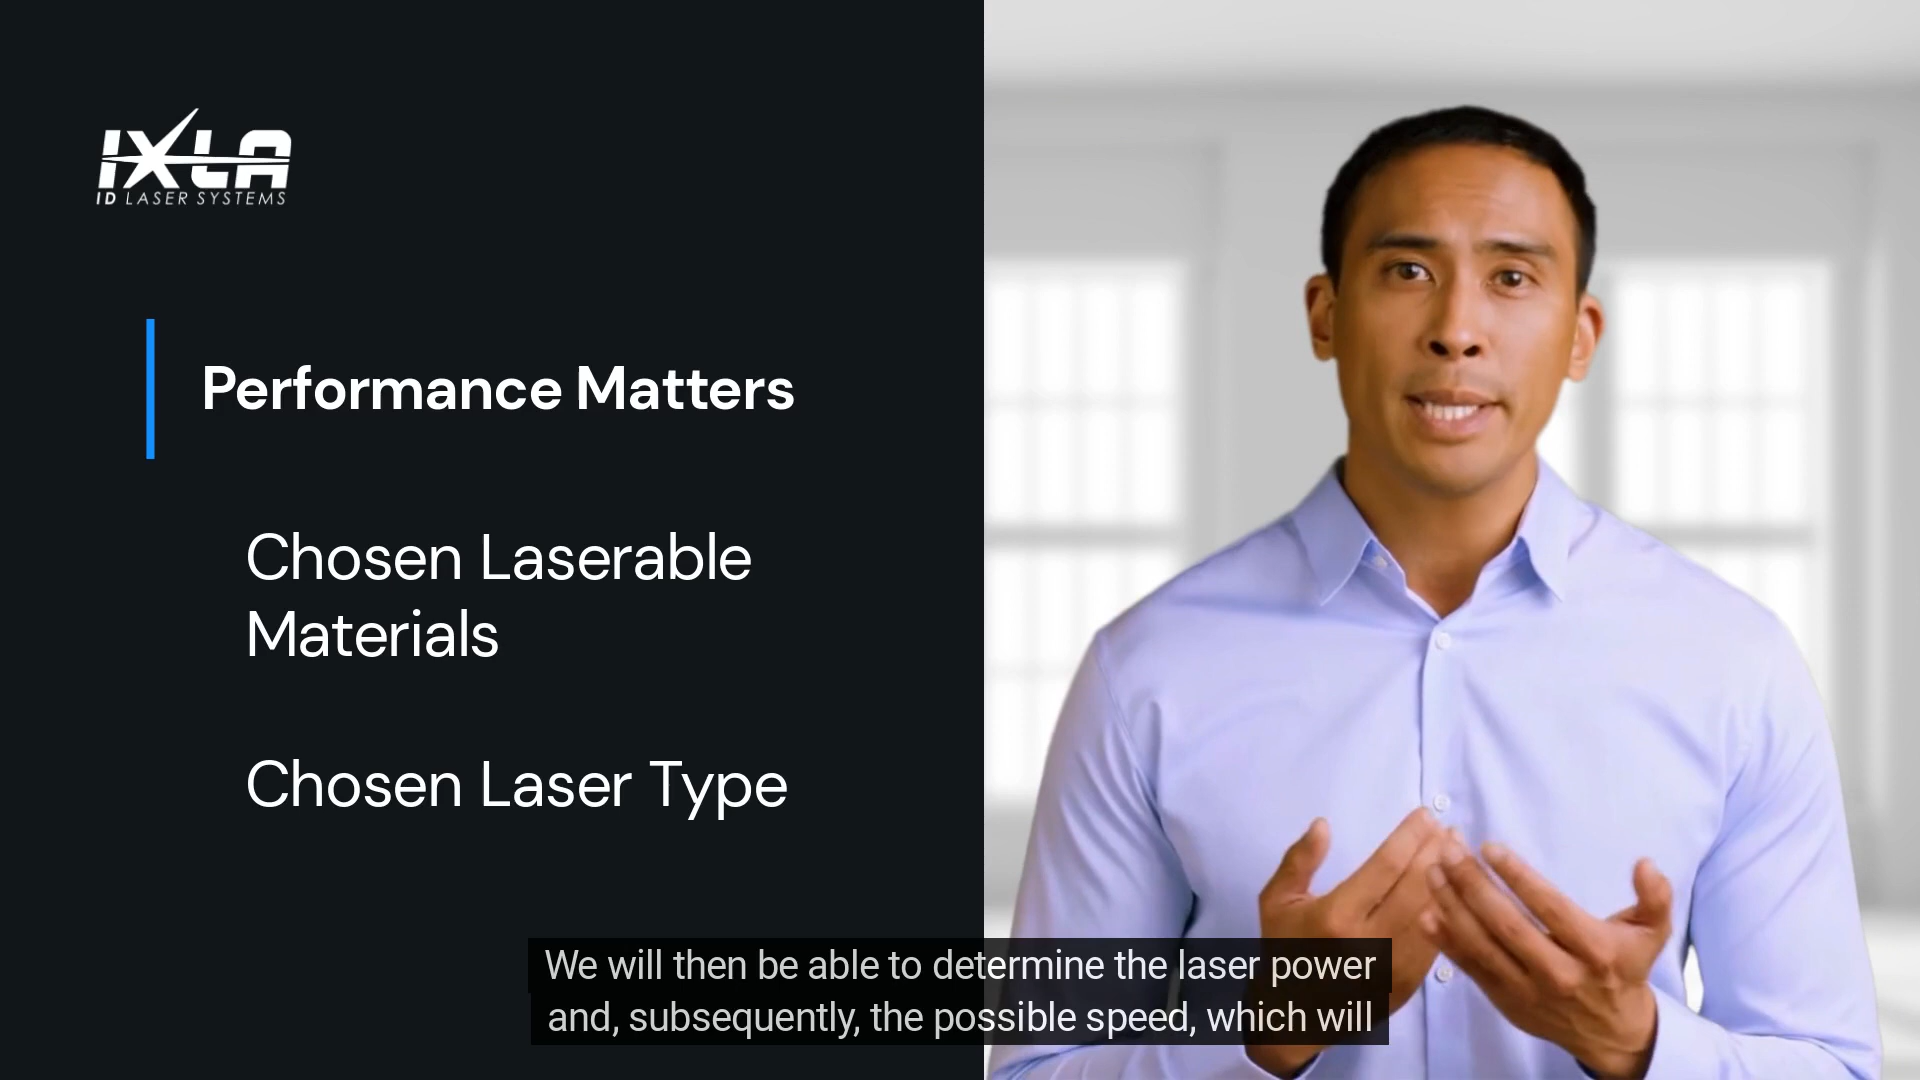 IXLA
ID LASER SYSTEMS
Performance Matters
Chosen Laserable
Materials
Chosen Laser Type
We will then be able to determine the laser power
and, subsequently, the possible speed, which will